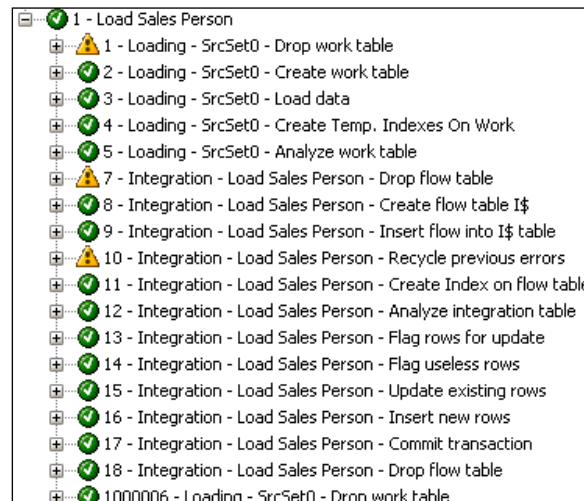 1 - Load Sales Person
1 - Loading - SrcSet0 - Drop work table
2 - Loading - SrcSet0 - Create work table
3 - Loading - SrcSet0 - Load data
4 - Loading - SrcSet0 - Create Temp. Indexes On Work
5 - Loading - SrcSet0 - Analyze work table
7 - Integration - Load Sales Person - Drop flow table
8 - Integration - Load Sales Person - Create flow table I$
9 - Integration - Load Sales Person - Insert flow into I$ table
10 - Integration - Load Sales Person - Recycle previous errors
11 - Integration - Load Sales Person - Create Index on flow table
12 - Integration - Load Sales Person - Analyze integration table
13 - Integration - Load Sales Person - Flag rows for update
14 - Integration - Load Sales Person - Flag useless rows
15 - Integration - Load Sales Person - Update existing rows
16 - Integration - Load Sales Person - Insert new rows
17 - Integration - Load Sales Person - Commit transaction
18 - Integration - Load Sales Person - Drop flow table
1000006 - Loading - SrcSet0 - Drop work table